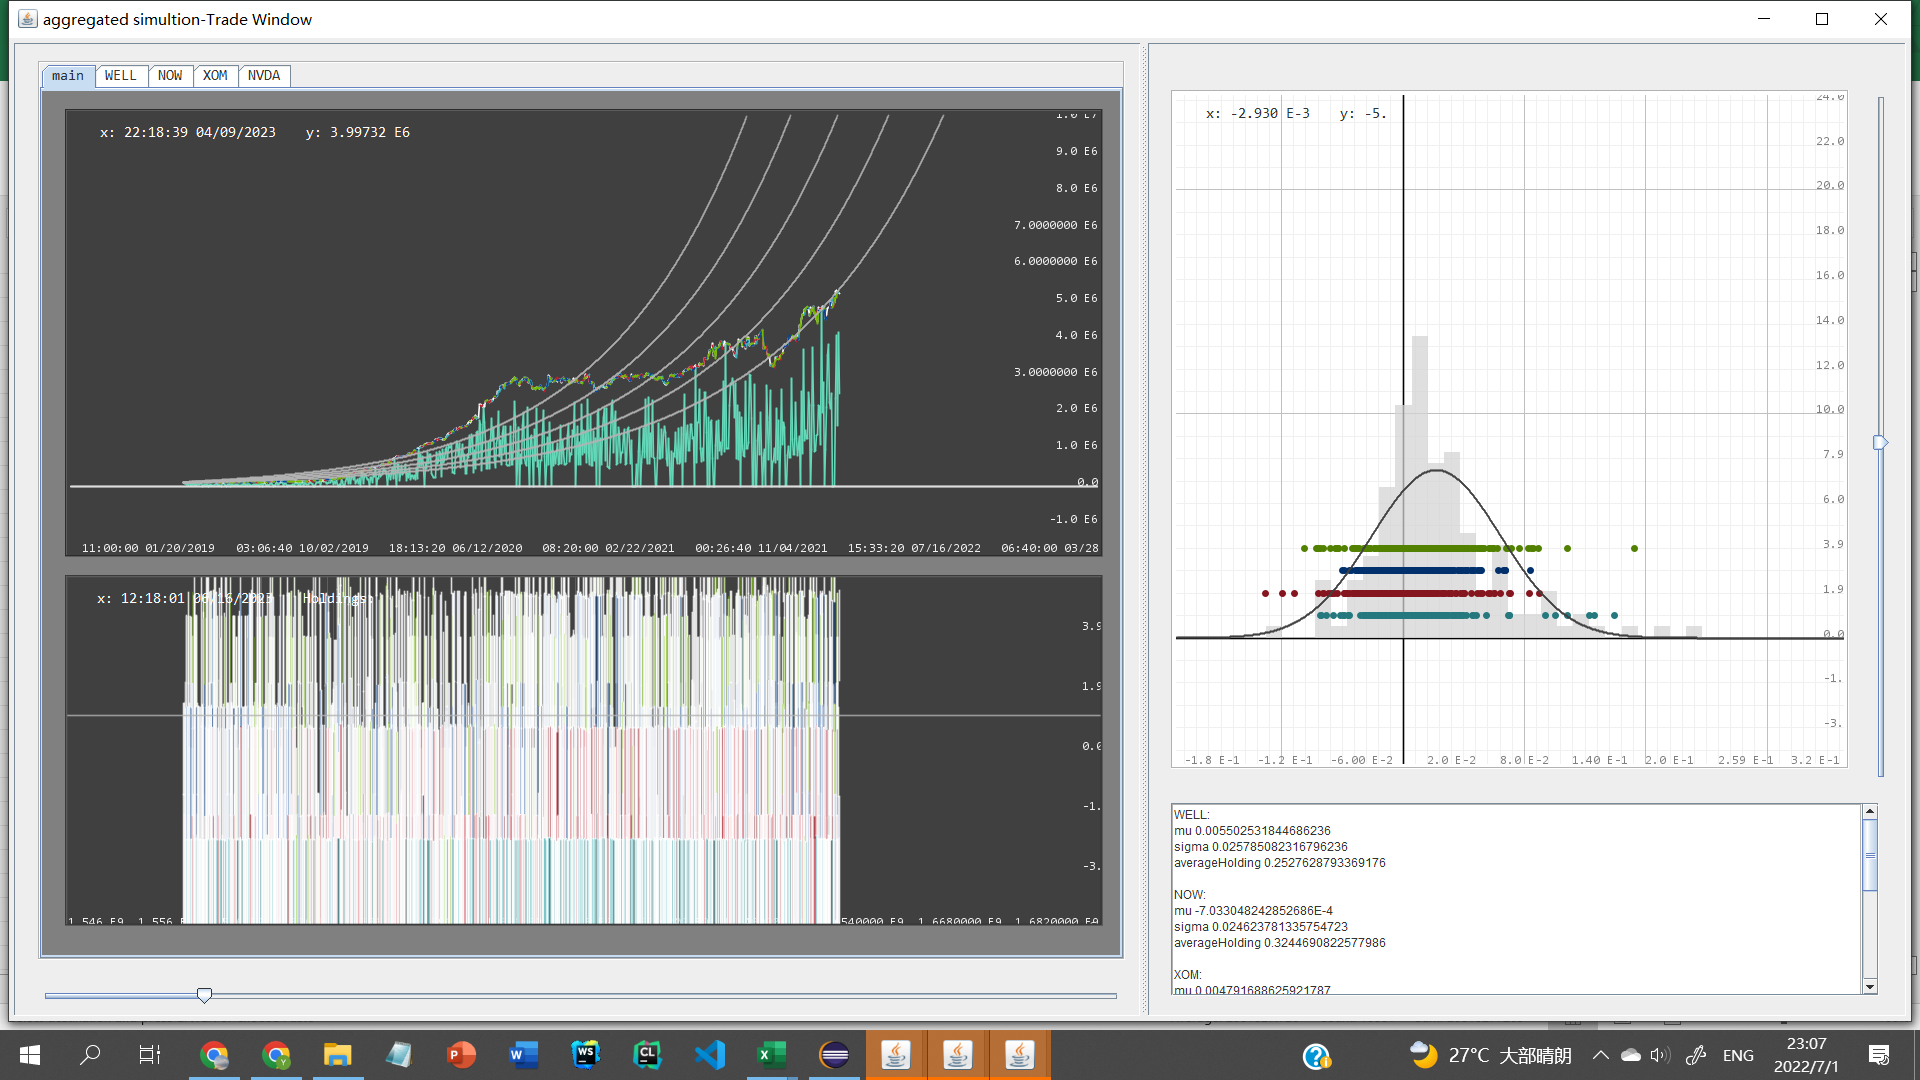 aggregated simultion-Trade Window
main WELL NOW XOM NVDA
x: 22:18:39 04/09/2023 y: 3.99732 E6
9.0 E6
8.0 E6
7.0000000 E6
6.0000000 E6
5.0 E6
4.0 E6
3.0000000 E6
2.0 E6
1.0 E6
0.0
-1.0 E6
11:00:00 01/20/2019 03:06:40 10/02/2019 18:13:20 06/12/2020 08:20:00 02/22/2021 00:26:40 11/04/2021 15:33:20 07/16/2022 06:40:00 03/28
x: 12:18:01 06/16/2023 Holdings:
3.9
1.9
0.0
-1.
-3.
1.546 E9 1.556 540000 E9 1.6680000 E9 1.6820000 E9
x: -2.930 E-3 y: -5.
24.0
22.0
20.0
18.0
16.0
14.0
12.0
10.0
7.9
6.0
3.9
1.9
0.0
-1.
-3.
-1.8 E-1 -1.2 E-1 -6.00 E-2 2.0 E-2 8.0 E-2 1.40 E-1 2.0 E-1 2.59 E-1 3.2 E-1
WELL:
mu 0.005502531844686236
sigma 0.025785082316796236
averageHolding 0.2527628793369176
NOW:
mu -7.033048242852686E-4
sigma 0.024623781335754723
averageHolding 0.3244690822577986
XOM:
mu 0.004791688625921787
27°C 大部晴朗
ENG
23:07
2022/7/1